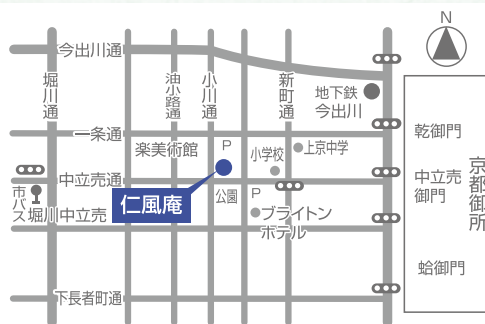 N
今出川通
堀川通
油小路通
小川通
新町通
地下鉄
今出川
一条通
楽美術館
P
小学校
上京中学
乾御門
中立売通
市バス
堀川中立売
仁風庵
公園
P
ブライトン
ホテル
中立売
御門
京都御所
蛤御門
下長者町通